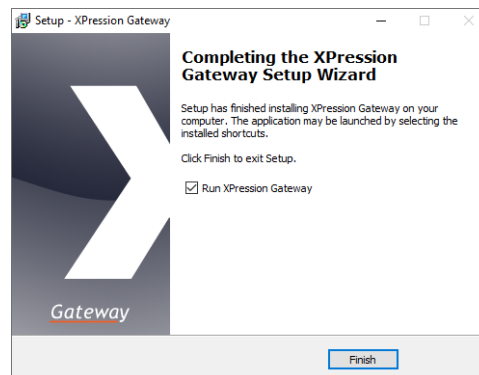 Setup - XPression Gateway
Completing the XPression
Gateway Setup Wizard
Setup has finished installing XPression Gateway on your
computer. The application may be launched by selecting the
installed shortcuts.
Click Finish to exit Setup.
Run XPression Gateway
Gateway
Finish